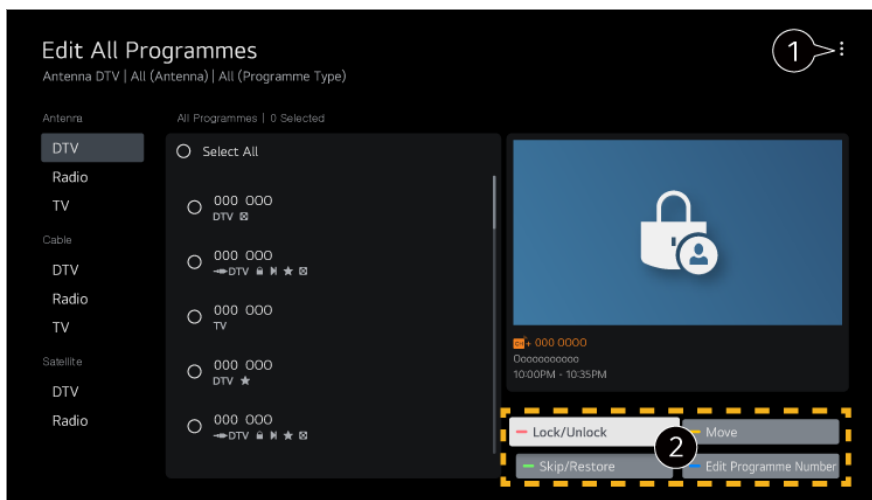 Edit All Programmes
Antenna DTV | All (Antenna) | All (Programme Type)
1
Antenna
DTV
Radio
TV
Cable
DTV
Radio
TV
Satellite
DTV
Radio
All Programmes | 0 Selected
Select All
000 000
DTV
000 000
DTV
000 000
TV
000 000
DTV
000 000
DTV
CH+ 000 0000
Ooooooooooo
10:00PM - 10:35PM
Lock/Unlock
Move
2
Skip/Restore
Edit Programme Number